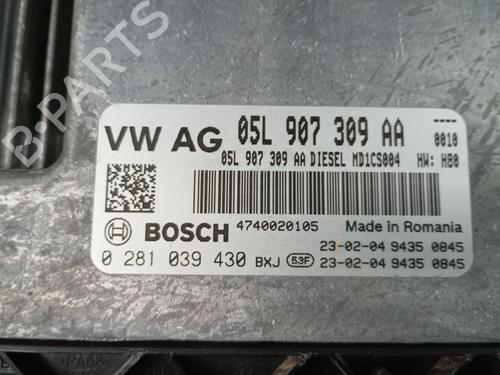 B-PARTS
VW AG 05L 907 309 AA 0010
05L 907 309 AA DIESEL MD1CS004 HW: H80
BOSCH 4740020105 Made in Romania
23-02-04 9435 0845
0 281 039 430 BXJ 53F 23-02-04 9435 0845